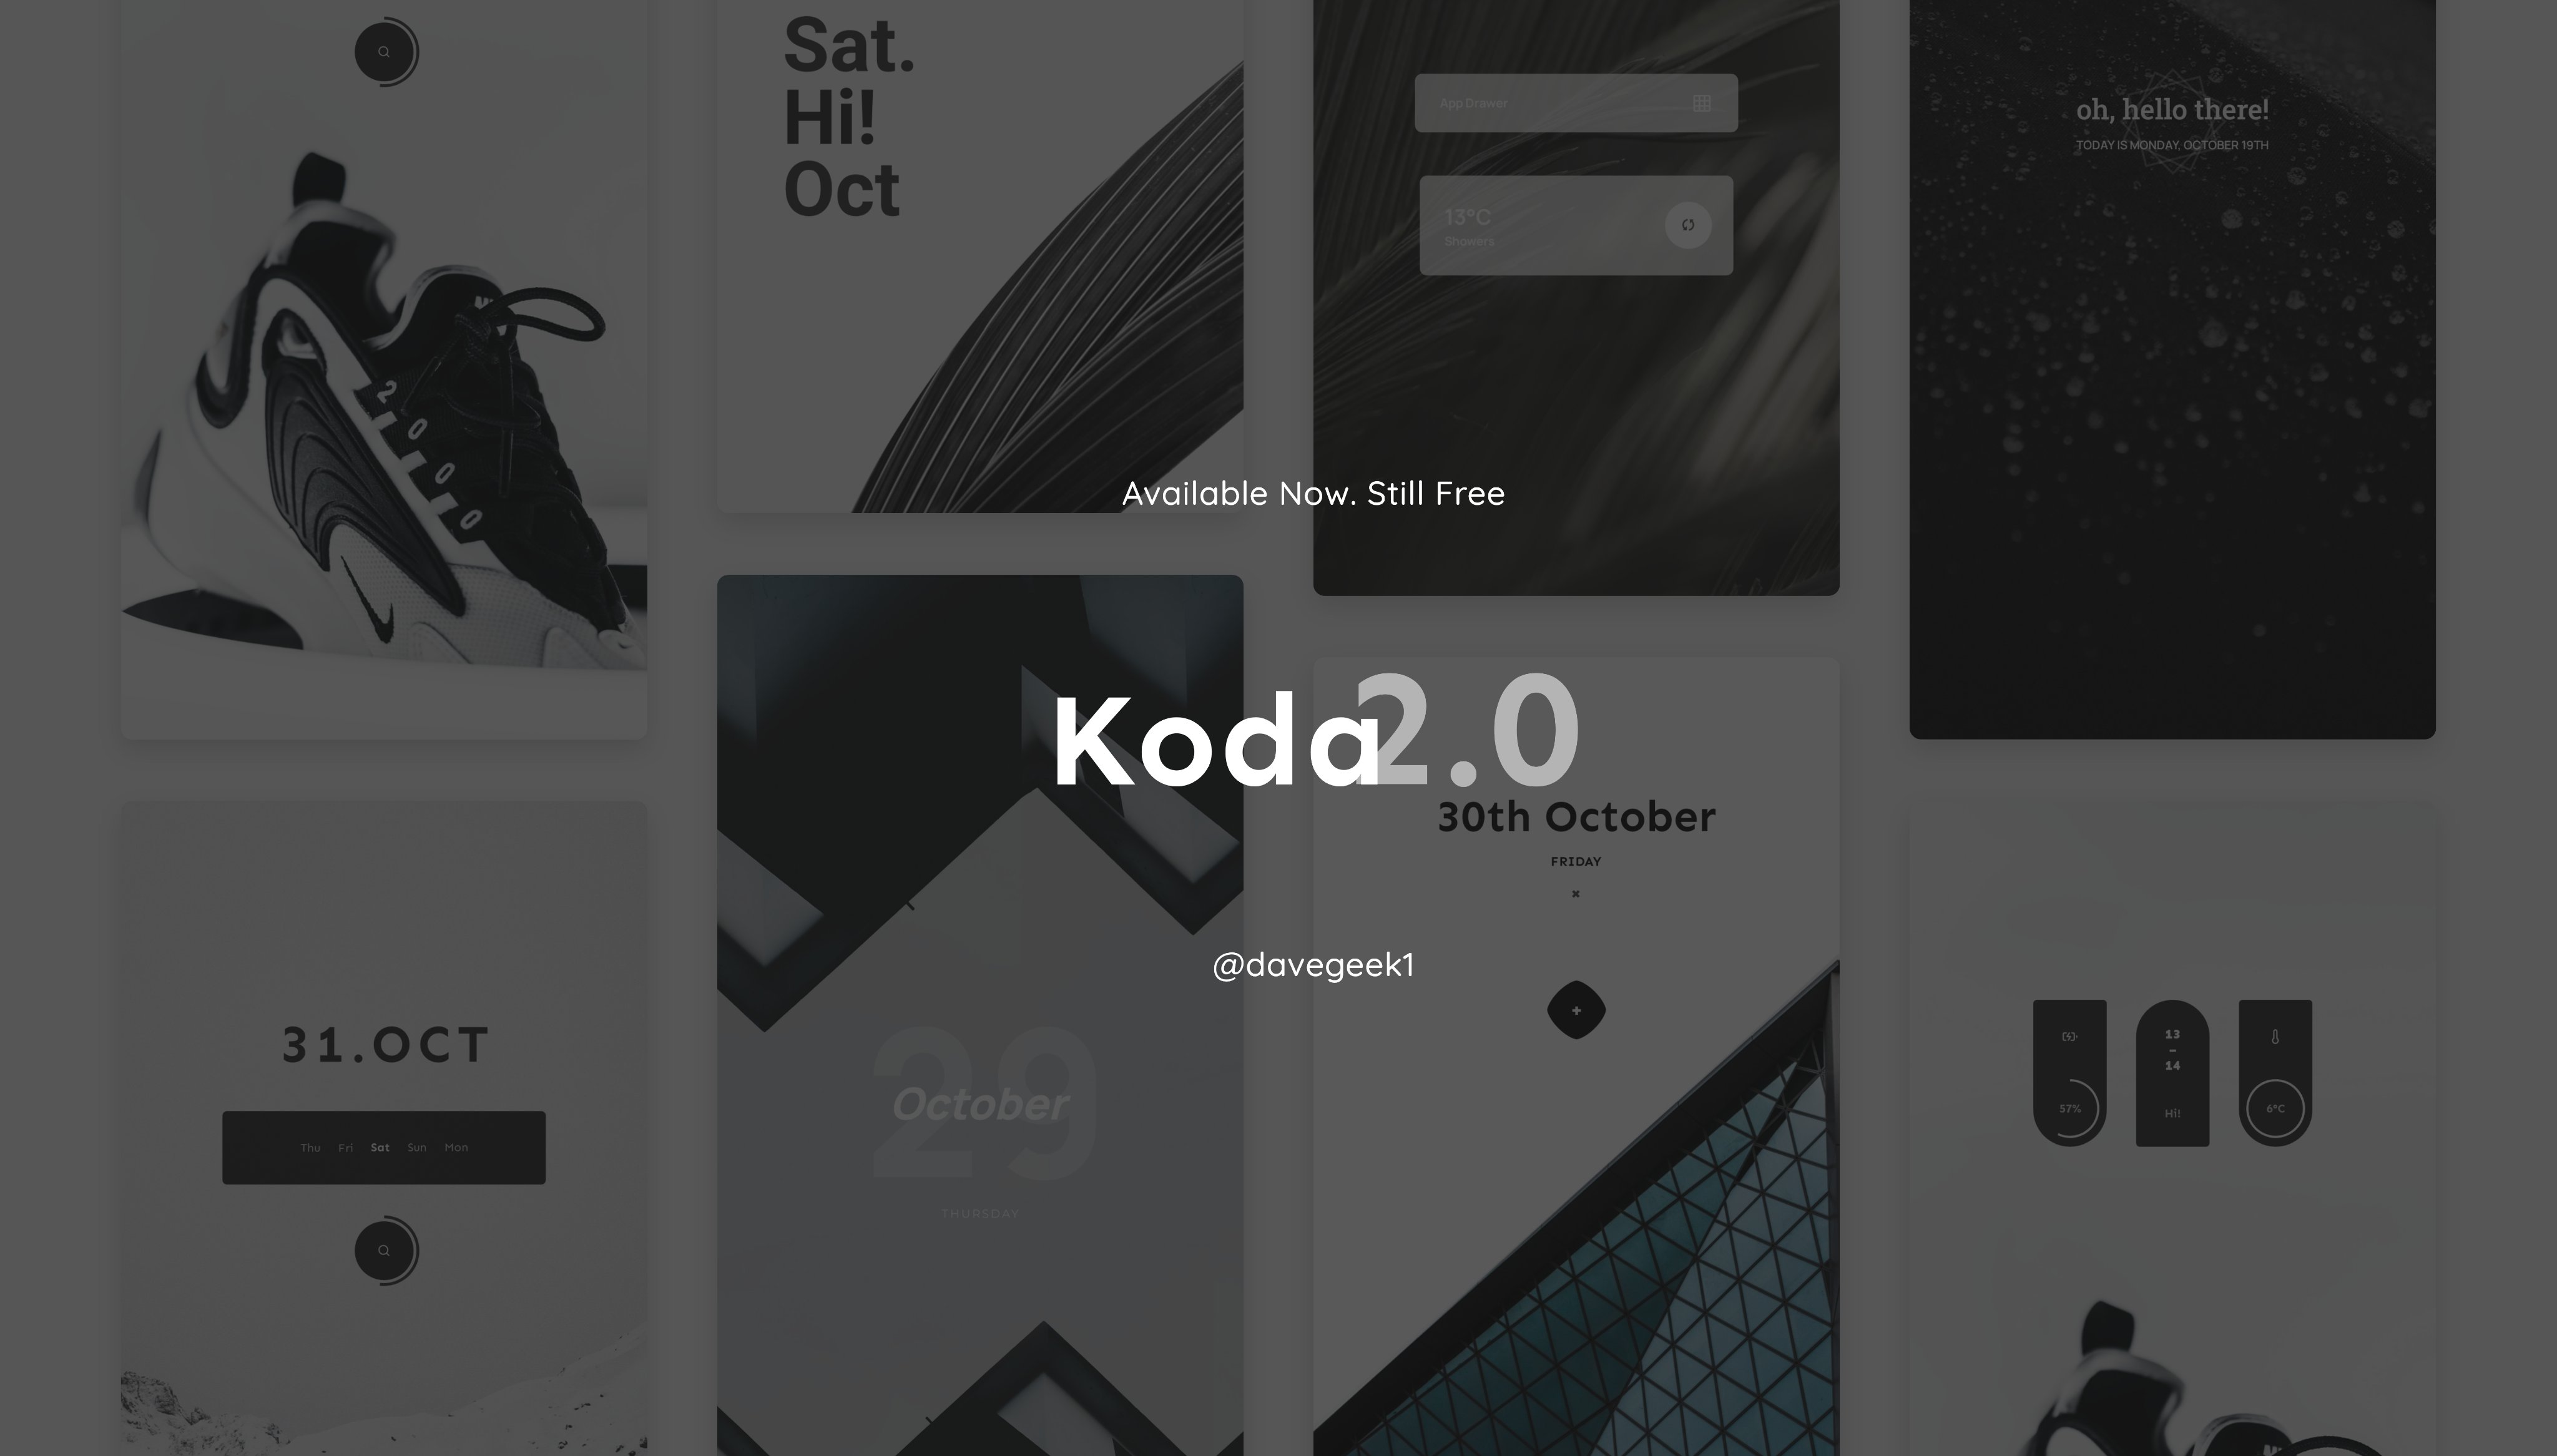 Sat.
Hi!
Oct
App Drawer
13°C
Showers
oh, hello there!
TODAY IS MONDAY, OCTOBER 19TH
2000
Available Now. Still Free
Koda 2.0
30th October
FRIDAY
@davegeek1
31.OCT
Thu Fri Sat Sun Mon
29
October
THURSDAY
57%
13
-
14
Hi!
6°C